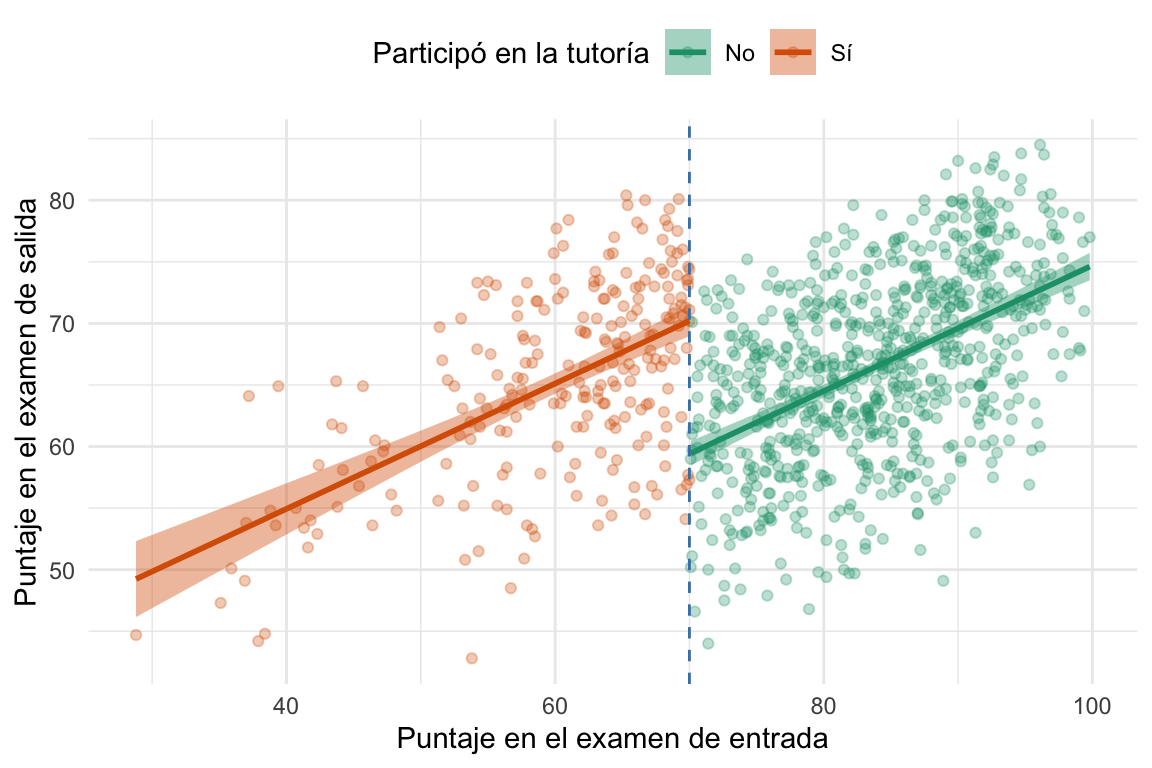 Participó en la tutoría No Sí
Puntaje en el examen de salida
80
70
60
50
40 60 80 100
Puntaje en el examen de entrada